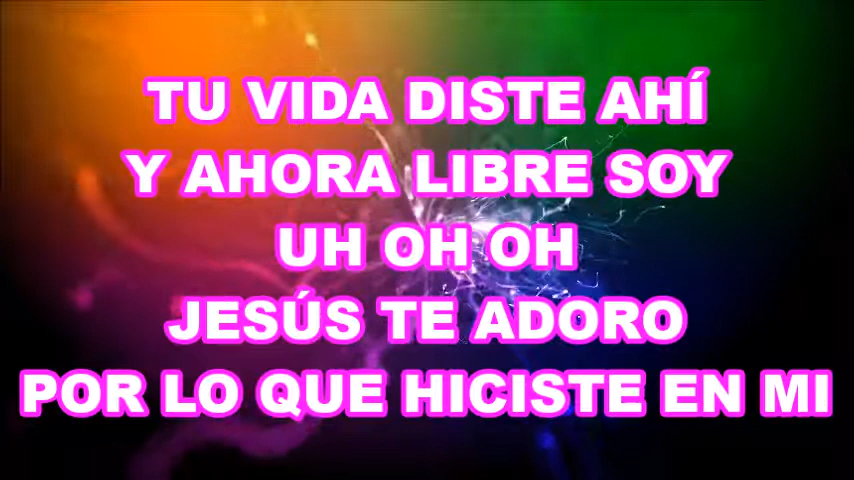 TU VIDA DISTE AHÍ
Y AHORA LIBRE SOY
UH OH OH
JESÚS TE ADORO
POR LO QUE HICISTE EN MI